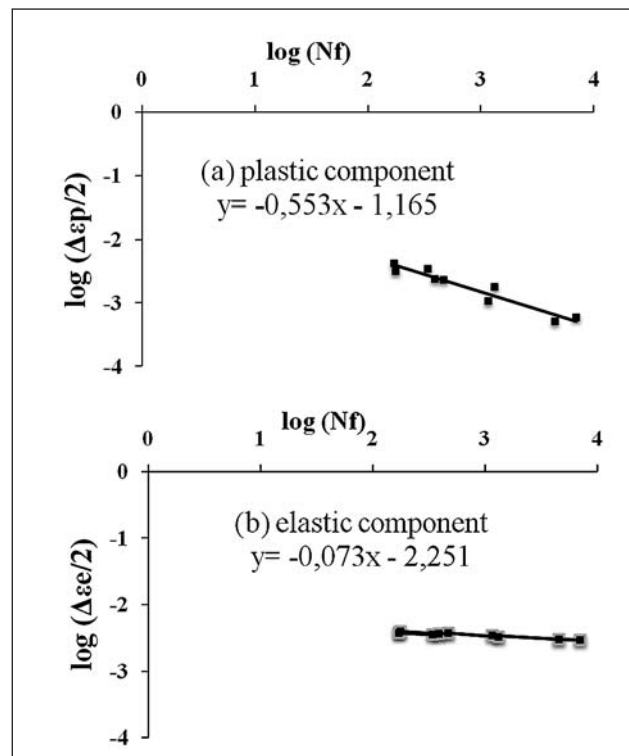 log (Nf)
0 1 2 3 4
0
-1
-2
-3
-4
log (Δεp/2)
(a) plastic component
y= -0,553x - 1,165
log (Nf)
0 1 2 3 4
0
-1
-2
-3
-4
log (Δεe/2)
(b) elastic component
y= -0,073x - 2,251